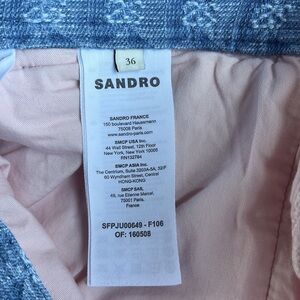 36
SANDRO
SANDRO FRANCE
150 boulevard Haussmann
75008 Paris
www.sandro-paris.com
SMCP USA Inc.
44 Wall Street, 12th Floor
New York, New York 10005
RN132784
SMCP ASIA Inc.
The Centrium, Suite 3203A-5A, 32/F
60 Wyndham Street, Central
HONG-KONG
SMCP SAS,
49, rue Etienne Marcel,
75001 Paris.
France
SFPJU00649 - F106
OF: 160508